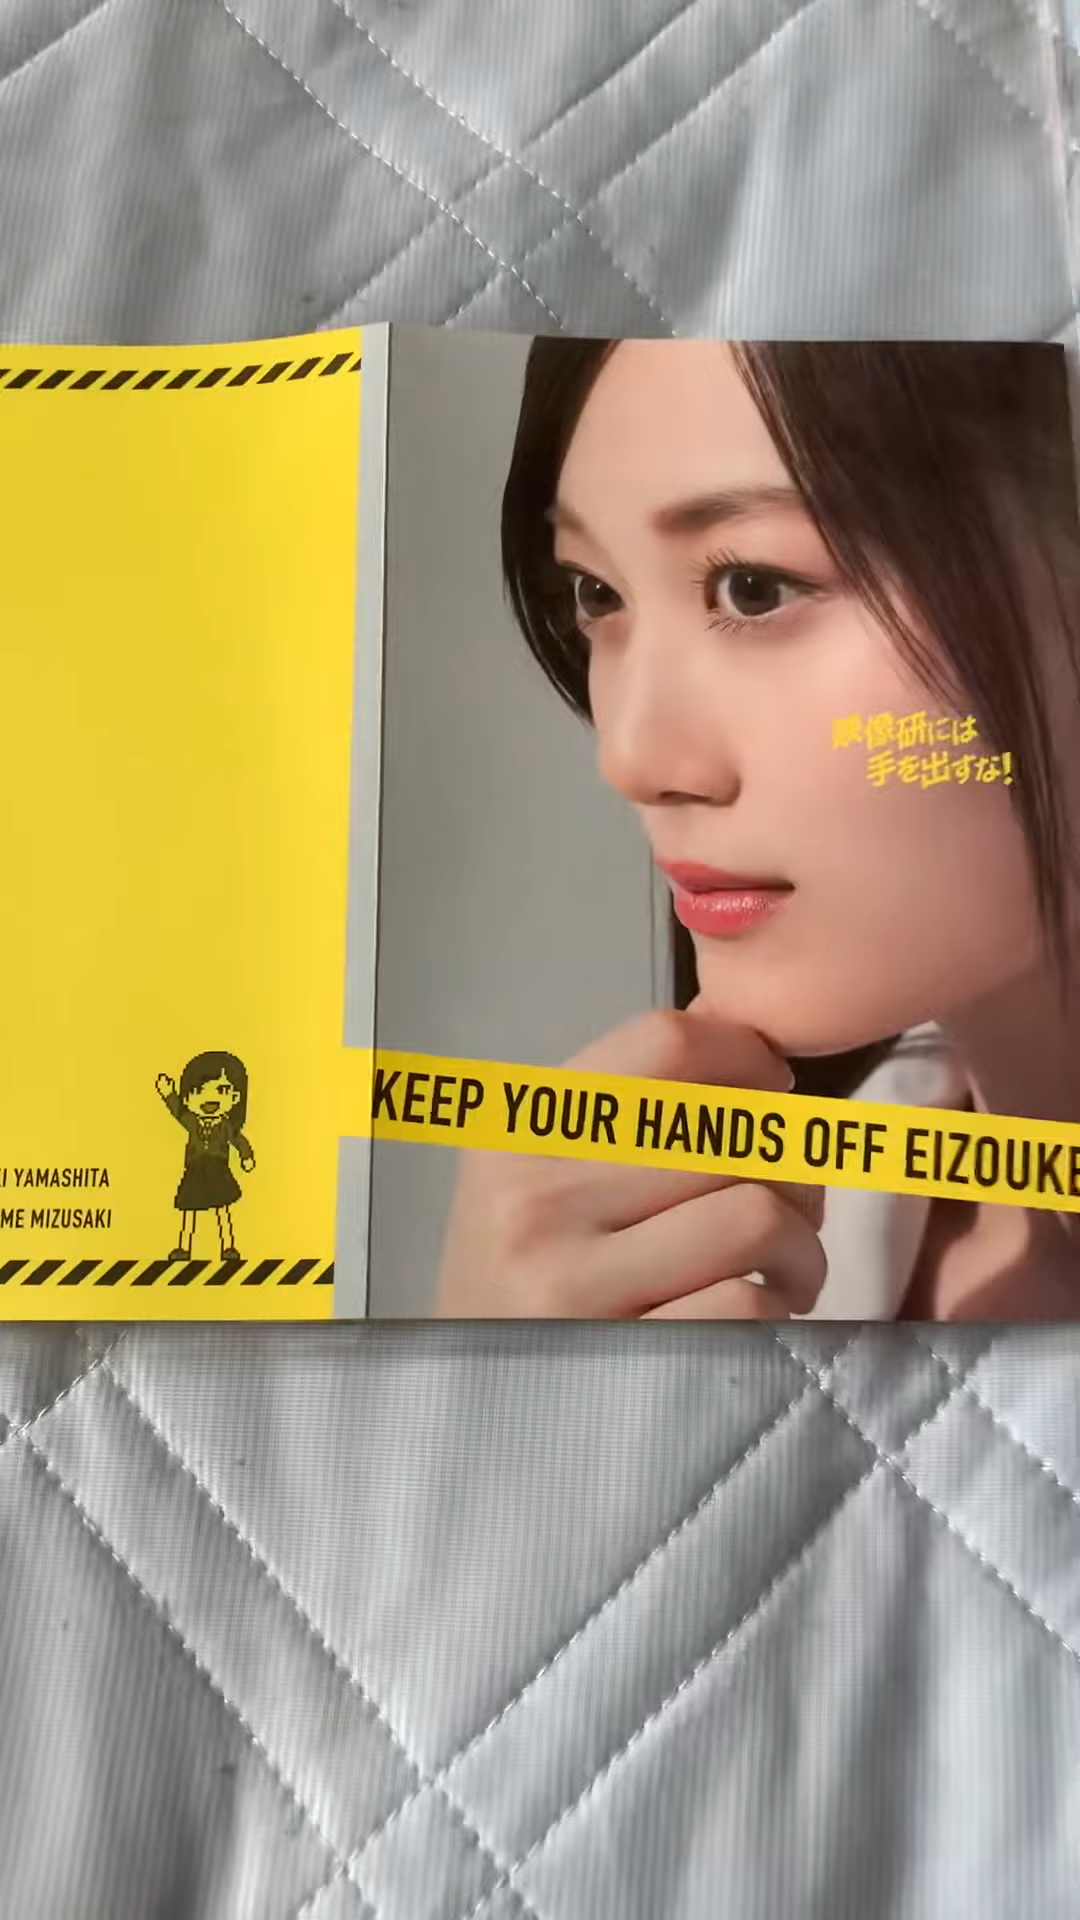 I YAMASHITA
ME MIZUSAKI
映像研には
手を出すな!
KEEP YOUR HANDS OFF EIZOUKE